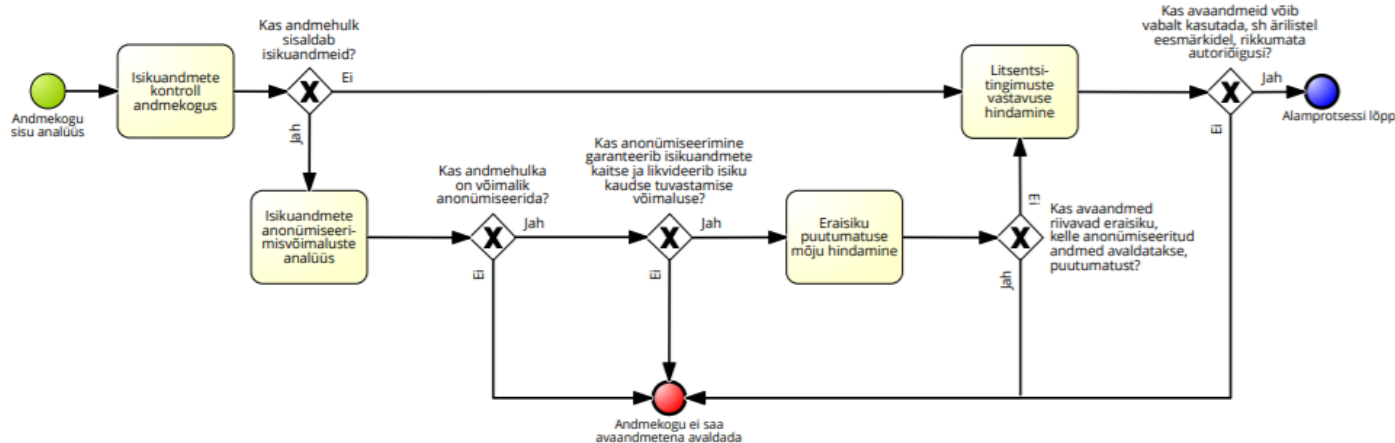 Kas andmehulk
sisaldab
isikuandmeid?
Kas avaandmeid võib
vabalt kasutada, sh ärilistel
eesmärkidel, rikkumata
autoriõigusi?
Isikuandmete
kontroll
andmekogus
Ei
Litsentsi-
tingimuste
vastavuse
hindamine
Jah
Andmekogu
sisu analüüs
Alamprotsessi lõpp
Jah
Ei
Kas andmehulka
on võimalik
anonümiseerida?
Kas anonümiseerimine
garanteerib isikuandmete
kaitse ja likvideerib isiku
kaudse tuvastamise
võimaluse?
Isikuandmete
anonümiseeri-
misvõimaluste
analüüs
Jah
Jah
Eraisiku
puutumatuse
mõju hindamine
Ei
Kas avaandmed
riivavad eraisiku,
kelle anonümiseeritud
andmed avaldatakse,
puutumatust?
Ei
Ei
Jah
Andmekogu ei saa
avaandmetena avaldada